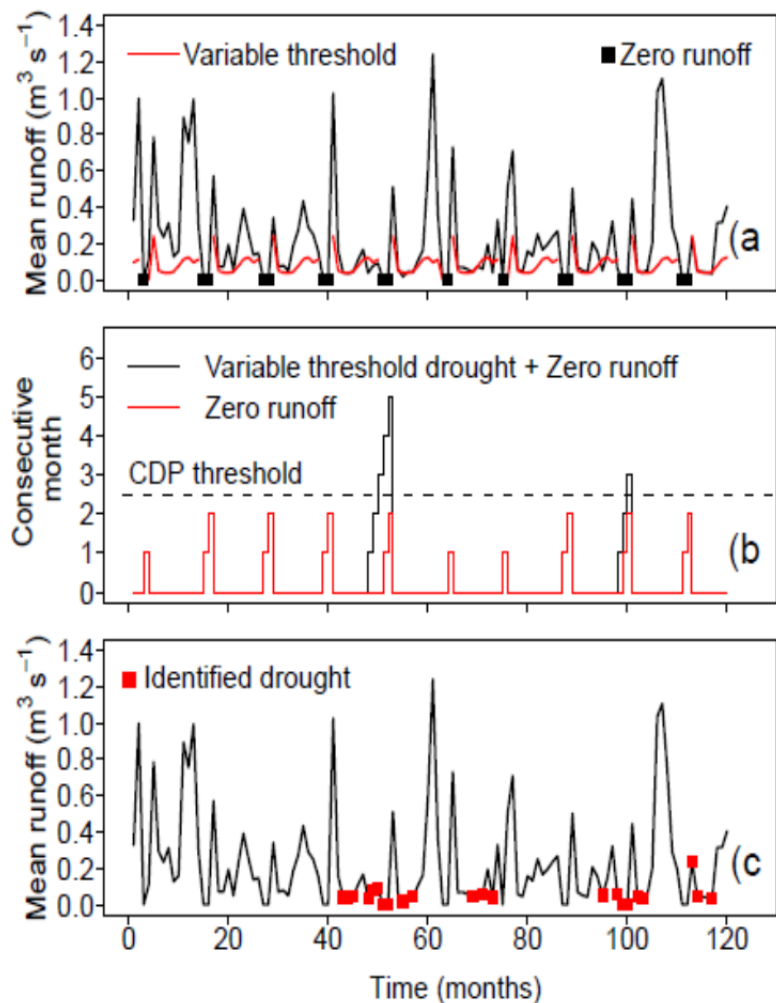 1.4
1.2
1.0
0.8
0.6
0.4
0.2
0.0
Mean runoff (m³ s⁻¹)
Variable threshold
Zero runoff
(a
6
5
4
3
2
1
0
Consecutive
month
Variable threshold drought + Zero runoff
Zero runoff
CDP threshold
(b
1.4
1.2
1.0
0.8
0.6
0.4
0.2
0.0
Mean runoff (m³ s⁻¹)
Identified drought
(c
0 20 40 60 80 100 120
Time (months)